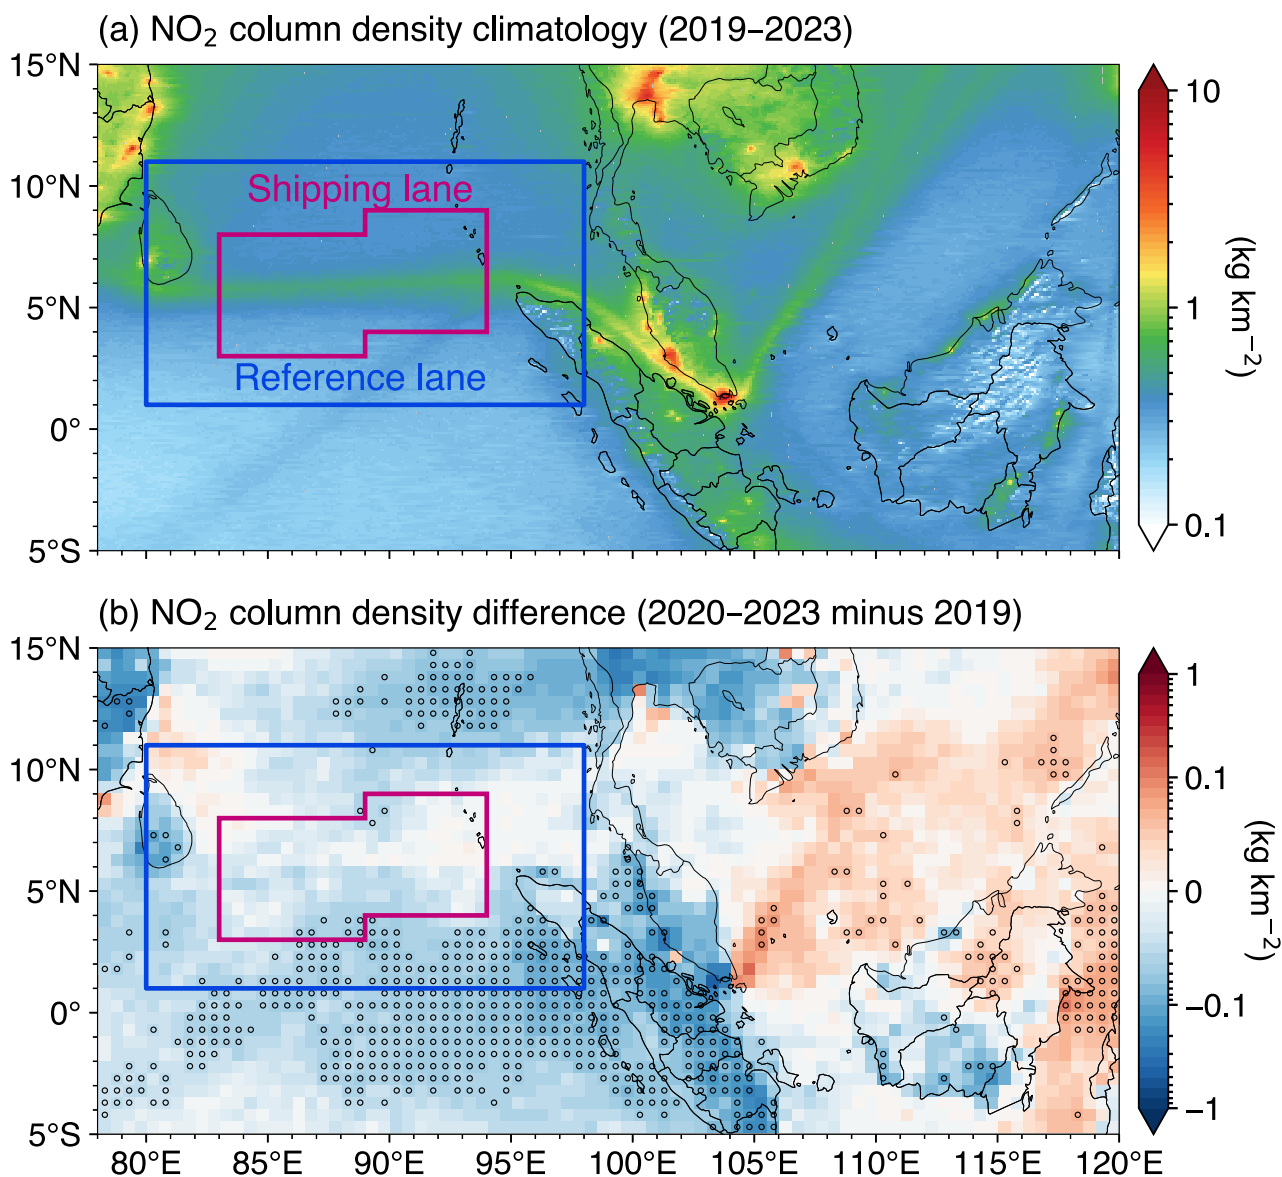 (a) NO₂ column density climatology (2019–2023)
15°N
10°N
5°N
0°
5°S
Shipping lane
Reference lane
10
1
0.1
(kg km⁻²)
(b) NO₂ column density difference (2020–2023 minus 2019)
15°N
10°N
5°N
0°
5°S
80°E 85°E 90°E 95°E 100°E 105°E 110°E 115°E 120°E
1
0.1
0
−0.1
−1
(kg km⁻²)